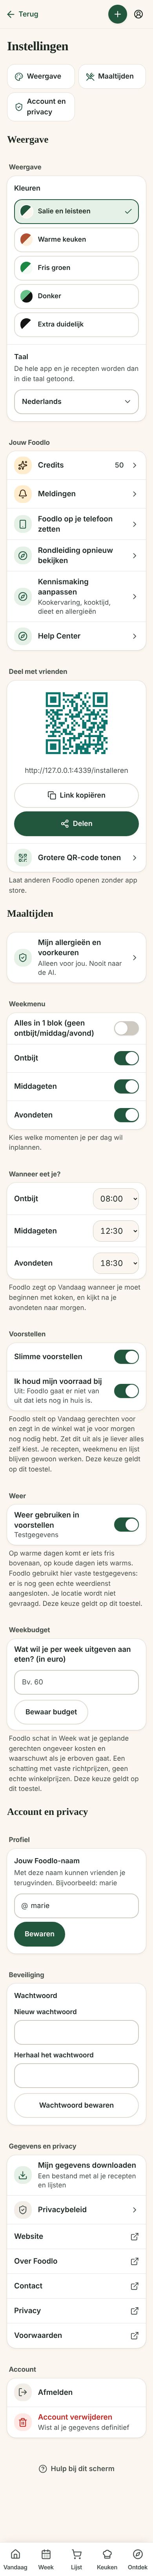 Terug
Instellingen
Weergave
Maaltijden
Account en
privacy
Weergave
Weergave
Kleuren
Salie en leisteen
Warme keuken
Fris groen
Donker
Extra duidelijk
Taal
De hele app en je recepten worden dan
in die taal getoond.
Nederlands
Jouw Foodlo
Credits
50
Meldingen
Foodlo op je telefoon
zetten
Rondleiding opnieuw
bekijken
Kennismaking
aanpassen
Kookervaring, kooktijd,
dieet en allergieën
Help Center
Deel met vrienden
http://127.0.0.1:4339/installeren
Link kopiëren
Delen
Grotere QR-code tonen
Laat anderen Foodlo openen zonder app
store.
Maaltijden
Mijn allergieën en
voorkeuren
Alleen voor jou. Nooit naar
de AI.
Weekmenu
Alles in 1 blok (geen
ontbijt/middag/avond)
Ontbijt
Middageten
Avondeten
Kies welke momenten je per dag wil
inplannen.
Wanneer eet je?
Ontbijt
08:00
Middageten
12:30
Avondeten
18:30
Foodlo zegt op Vandaag wanneer je moet
beginnen met koken, en kijkt na je
avondeten naar morgen.
Voorstellen
Slimme voorstellen
Ik houd mijn voorraad bij
Uit: Foodlo gaat er niet van
uit dat iets nog in huis is.
Foodlo stelt op Vandaag gerechten voor
en zegt in de winkel wat je voor morgen
nog nodig hebt. Zet dit uit als je liever alles
zelf kiest. Je recepten, weekmenu en lijst
blijven gewoon werken. Deze keuze geldt
op dit toestel.
Weer
Weer gebruiken in
voorstellen
Testgegevens
Op warme dagen komt er iets fris
bovenaan, op koude dagen iets warms.
Foodlo gebruikt hier vaste testgegevens:
er is nog geen echte weerdienst
aangesloten. Je locatie wordt niet
gevraagd. Deze keuze geldt op dit toestel.
Weekbudget
Wat wil je per week uitgeven aan
eten? (in euro)
Bv. 60
Bewaar budget
Foodlo schat in Week wat je geplande
gerechten ongeveer kosten en
waarschuwt als je erboven gaat. Een
schatting met vaste richtprijzen, geen
echte winkelprijzen. Deze keuze geldt op
dit toestel.
Account en privacy
Profiel
Jouw Foodlo-naam
Met deze naam kunnen vrienden je
terugvinden. Bijvoorbeeld: marie
@ marie
Bewaren
Beveiliging
Wachtwoord
Nieuw wachtwoord
Herhaal het wachtwoord
Wachtwoord bewaren
Gegevens en privacy
Mijn gegevens downloaden
Een bestand met al je recepten
en lijsten
Privacybeleid
Website
Over Foodlo
Contact
Privacy
Voorwaarden
Account
Afmelden
Account verwijderen
Wist al je gegevens definitief
Hulp bij dit scherm
Vandaag
Week
Lijst
Keuken
Ontdek